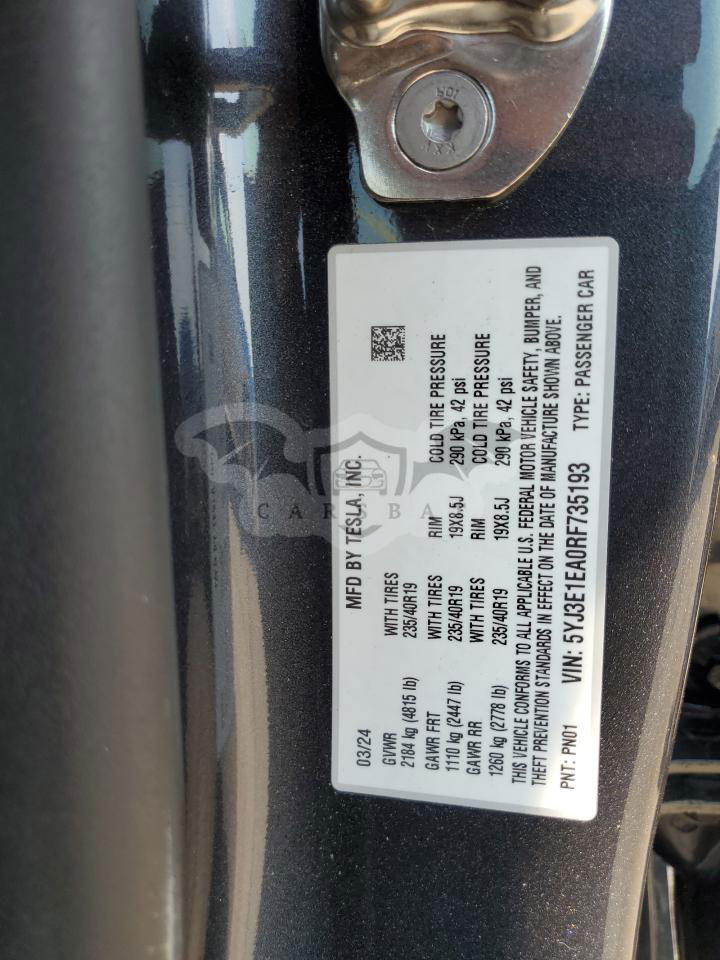 10R
KXV
03/24 MFD BY TESLA, INC.
GVWR WITH TIRES RIM COLD TIRE PRESSURE
2184 kg (4815 lb) 235/40R19 19X8.5J 290 kPa, 42 psi
GAWR FRT WITH TIRES RIM COLD TIRE PRESSURE
1110 kg (2447 lb) 235/40R19 19X8.5J 290 kPa, 42 psi
GAWR RR WITH TIRES RIM COLD TIRE PRESSURE
1260 kg (2778 lb) 235/40R19 19X8.5J 290 kPa, 42 psi
THIS VEHICLE CONFORMS TO ALL APPLICABLE U.S. FEDERAL MOTOR VEHICLE SAFETY, BUMPER, AND
THEFT PREVENTION STANDARDS IN EFFECT ON THE DATE OF MANUFACTURE SHOWN ABOVE.
PNT: PN01 VIN: 5YJ3E1EA0RF735193 TYPE: PASSENGER CAR
CARSBAT